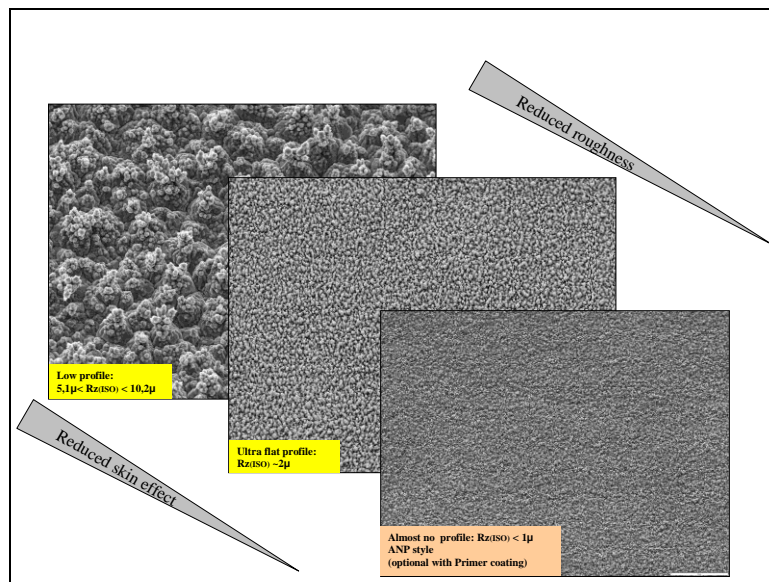 Reduced roughness
Low profile:
5,1µ< Rz(ISO) < 10,2µ
Ultra flat profile:
Rz(ISO) ~2µ
Reduced skin effect
Almost no profile: Rz(ISO) < 1µ
ANP style
(optional with Primer coating)